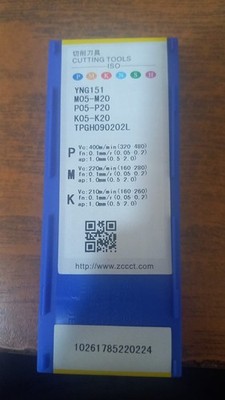 切削刀具
CUTTING TOOLS
ISO
P M K N S H
YNG151
M05-M20
P05-P20
K05-K20
TPGH090202L
P
Vc:400m/min(320 480)
fn:0.1mm/r(0.05 0.2)
ap:1.0mm(0.5 2.0)
M
Vc:220m/min(160 280)
fn:0.1mm/r(0.05 0.2)
ap:1.0mm(0.5 2.0)
K
Vc:210m/min(160 260)
fn:0.1mm/r(0.05 0.2)
ap:1.0mm(0.5 2.0)
http://www.zccct.com
10261785220224